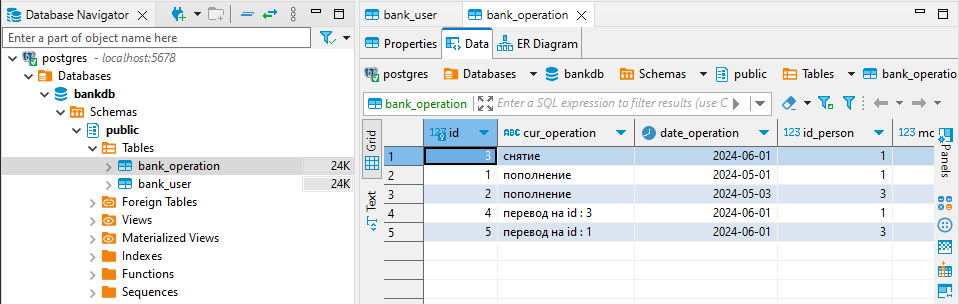 Database Navigator
Enter a part of object name here
postgres - localhost:5678
Databases
bankdb
Schemas
public
Tables
bank_operation 24K
bank_user 24K
Foreign Tables
Views
Materialized Views
Indexes
Functions
Sequences
bank_user bank_operation
Properties Data ER Diagram
postgres Databases bankdb Schemas public Tables bank_operatio
bank_operation Enter a SQL expression to filter results (use C
Grid
Text
123 id ABC cur_operation date_operation 123 id_person 123 mo
1 3 снятие 2024-06-01 1
2 1 пополнение 2024-05-01 1
3 2 пополнение 2024-05-03 3
4 4 перевод на id : 3 2024-06-01 1
5 5 перевод на id : 1 2024-06-01 3
Panels